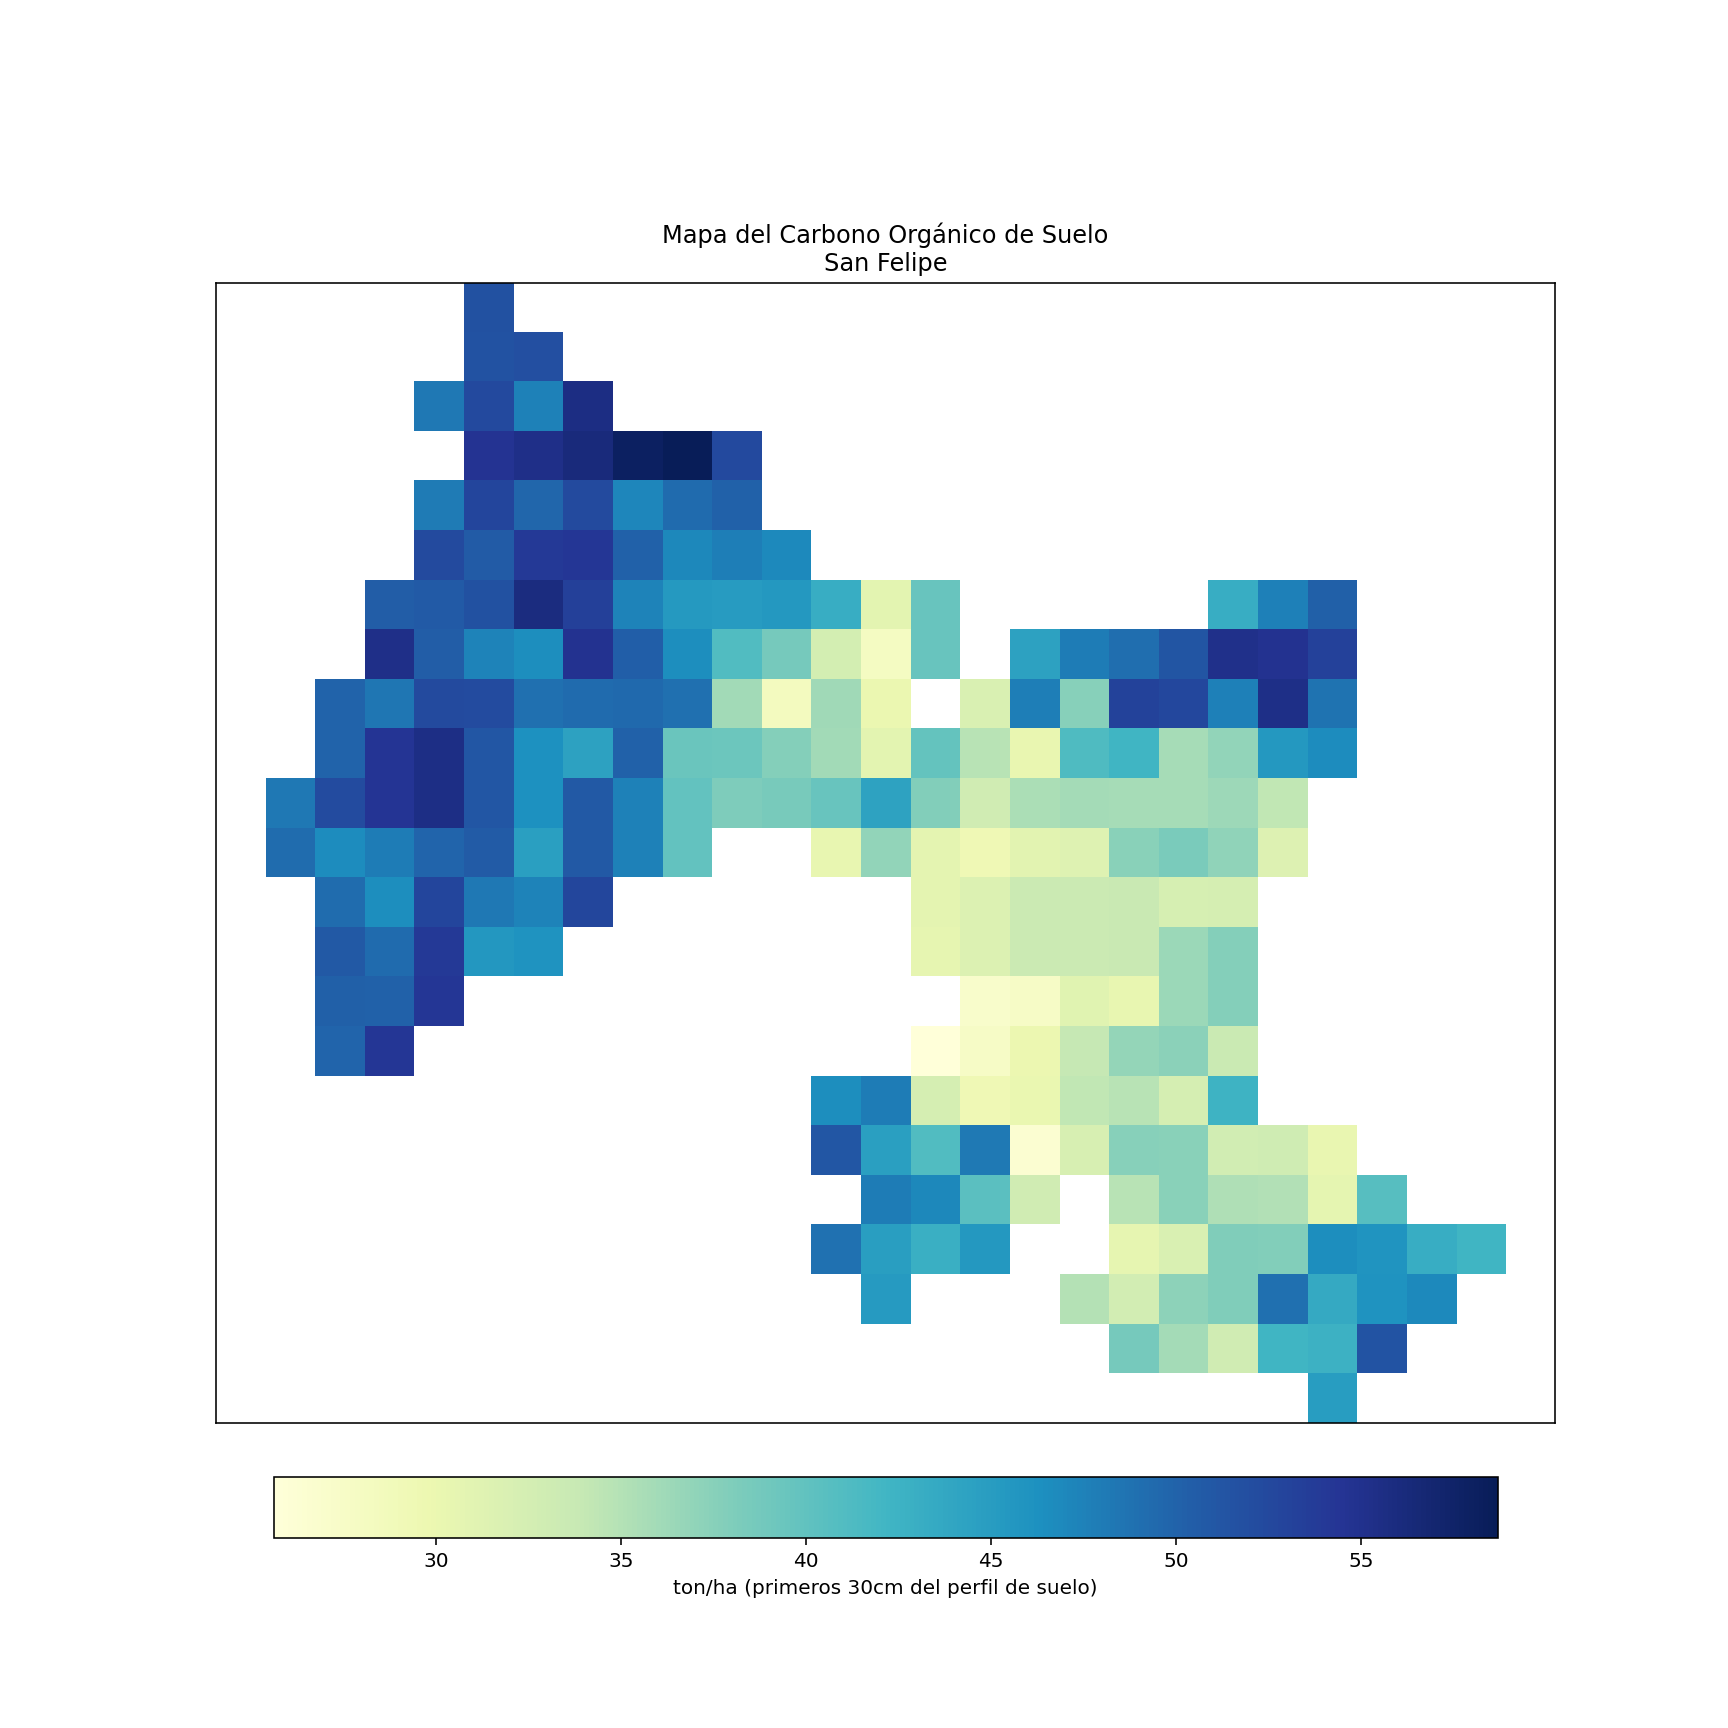 Mapa del Carbono Orgánico de Suelo
San Felipe
30 35 40 45 50 55
ton/ha (primeros 30cm del perfil de suelo)